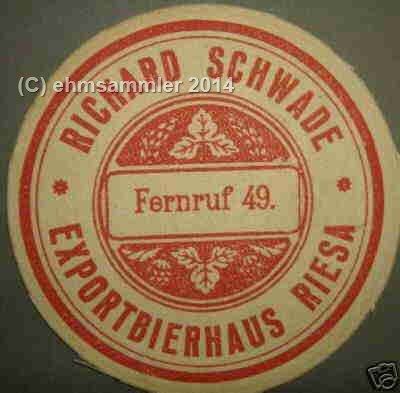 (C) ehmsammler 2014
RICHARD SCHWADE
Fernruf 49.
EXPORTBIERHAUS RIESA